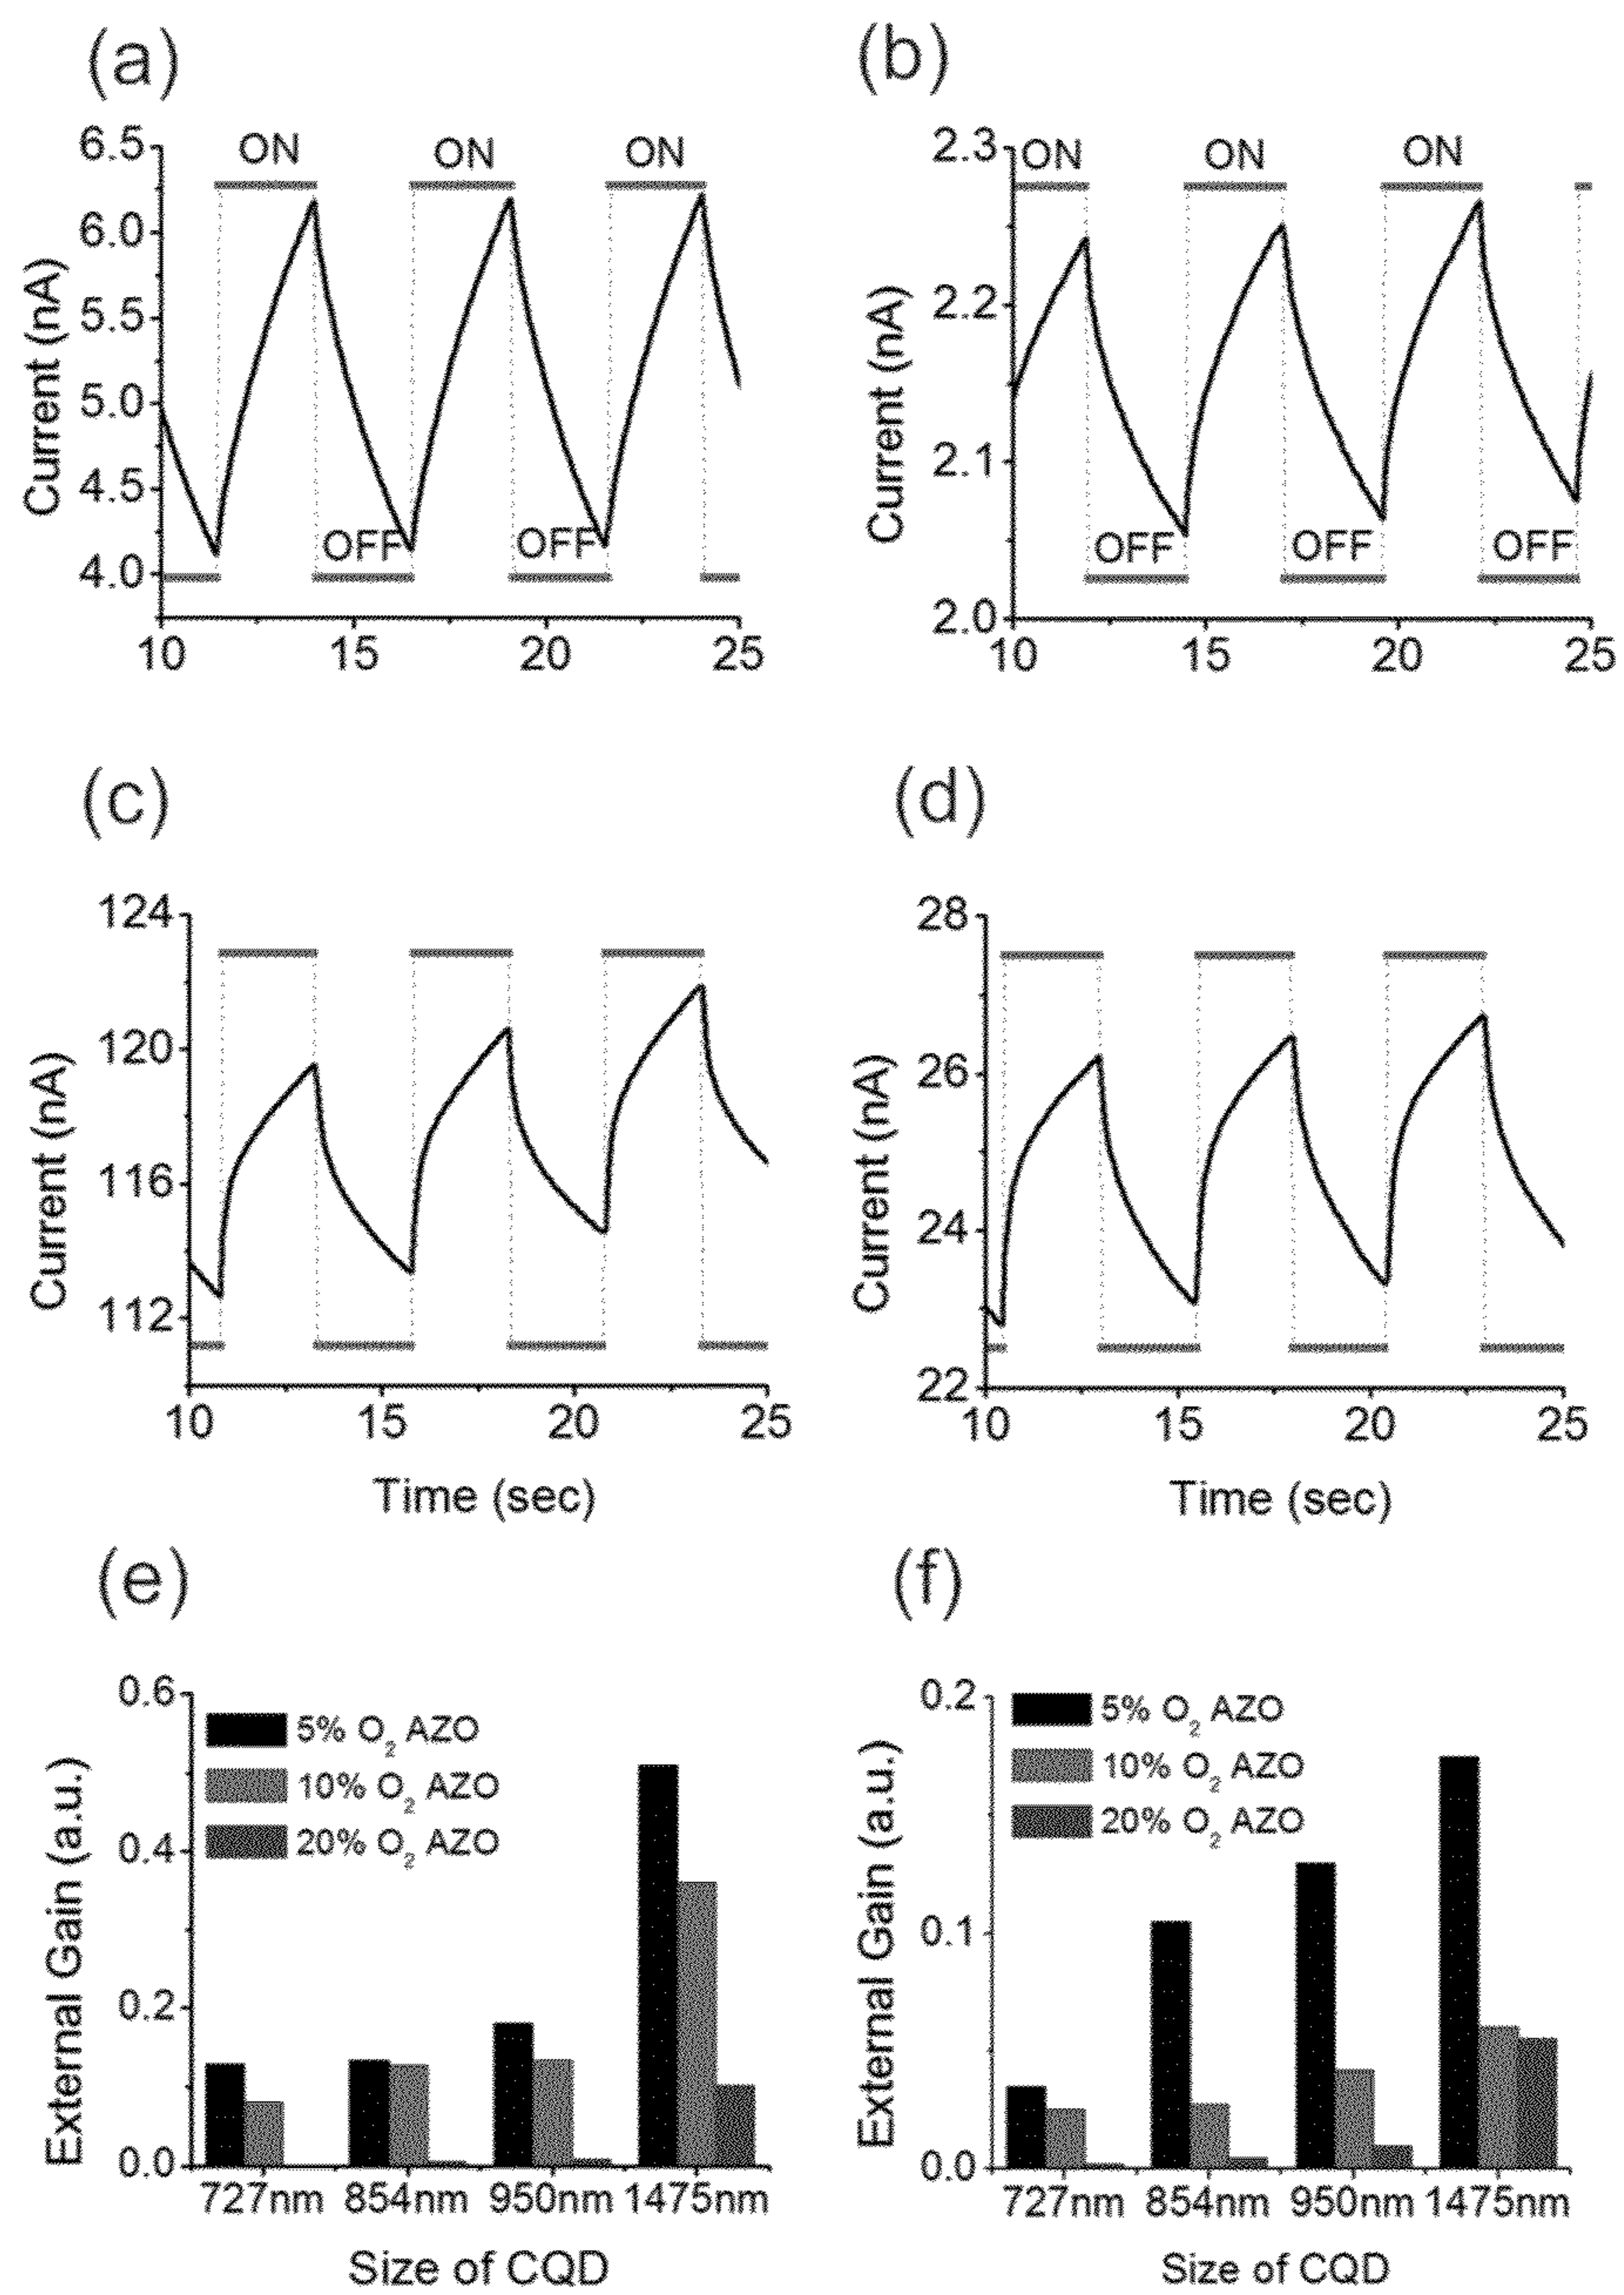 (a)
ON ON ON
6.5
6.0
5.5
5.0
4.5
4.0
Current (nA)
OFF OFF
10 15 20 25
(b)
ON ON ON
2.3
2.2
2.1
2.0
Current (nA)
OFF OFF OFF
10 15 20 25
(c)
124
120
116
112
Current (nA)
10 15 20 25
Time (sec)
(d)
28
26
24
22
Current (nA)
10 15 20 25
Time (sec)
(e)
0.6
0.4
0.2
0.0
External Gain (a.u.)
5% O₂ AZO
10% O₂ AZO
20% O₂ AZO
727nm 854nm 950nm 1475nm
Size of CQD
(f)
0.2
0.1
0.0
External Gain (a.u.)
5% O₂ AZO
10% O₂ AZO
20% O₂ AZO
727nm 854nm 950nm 1475nm
Size of CQD